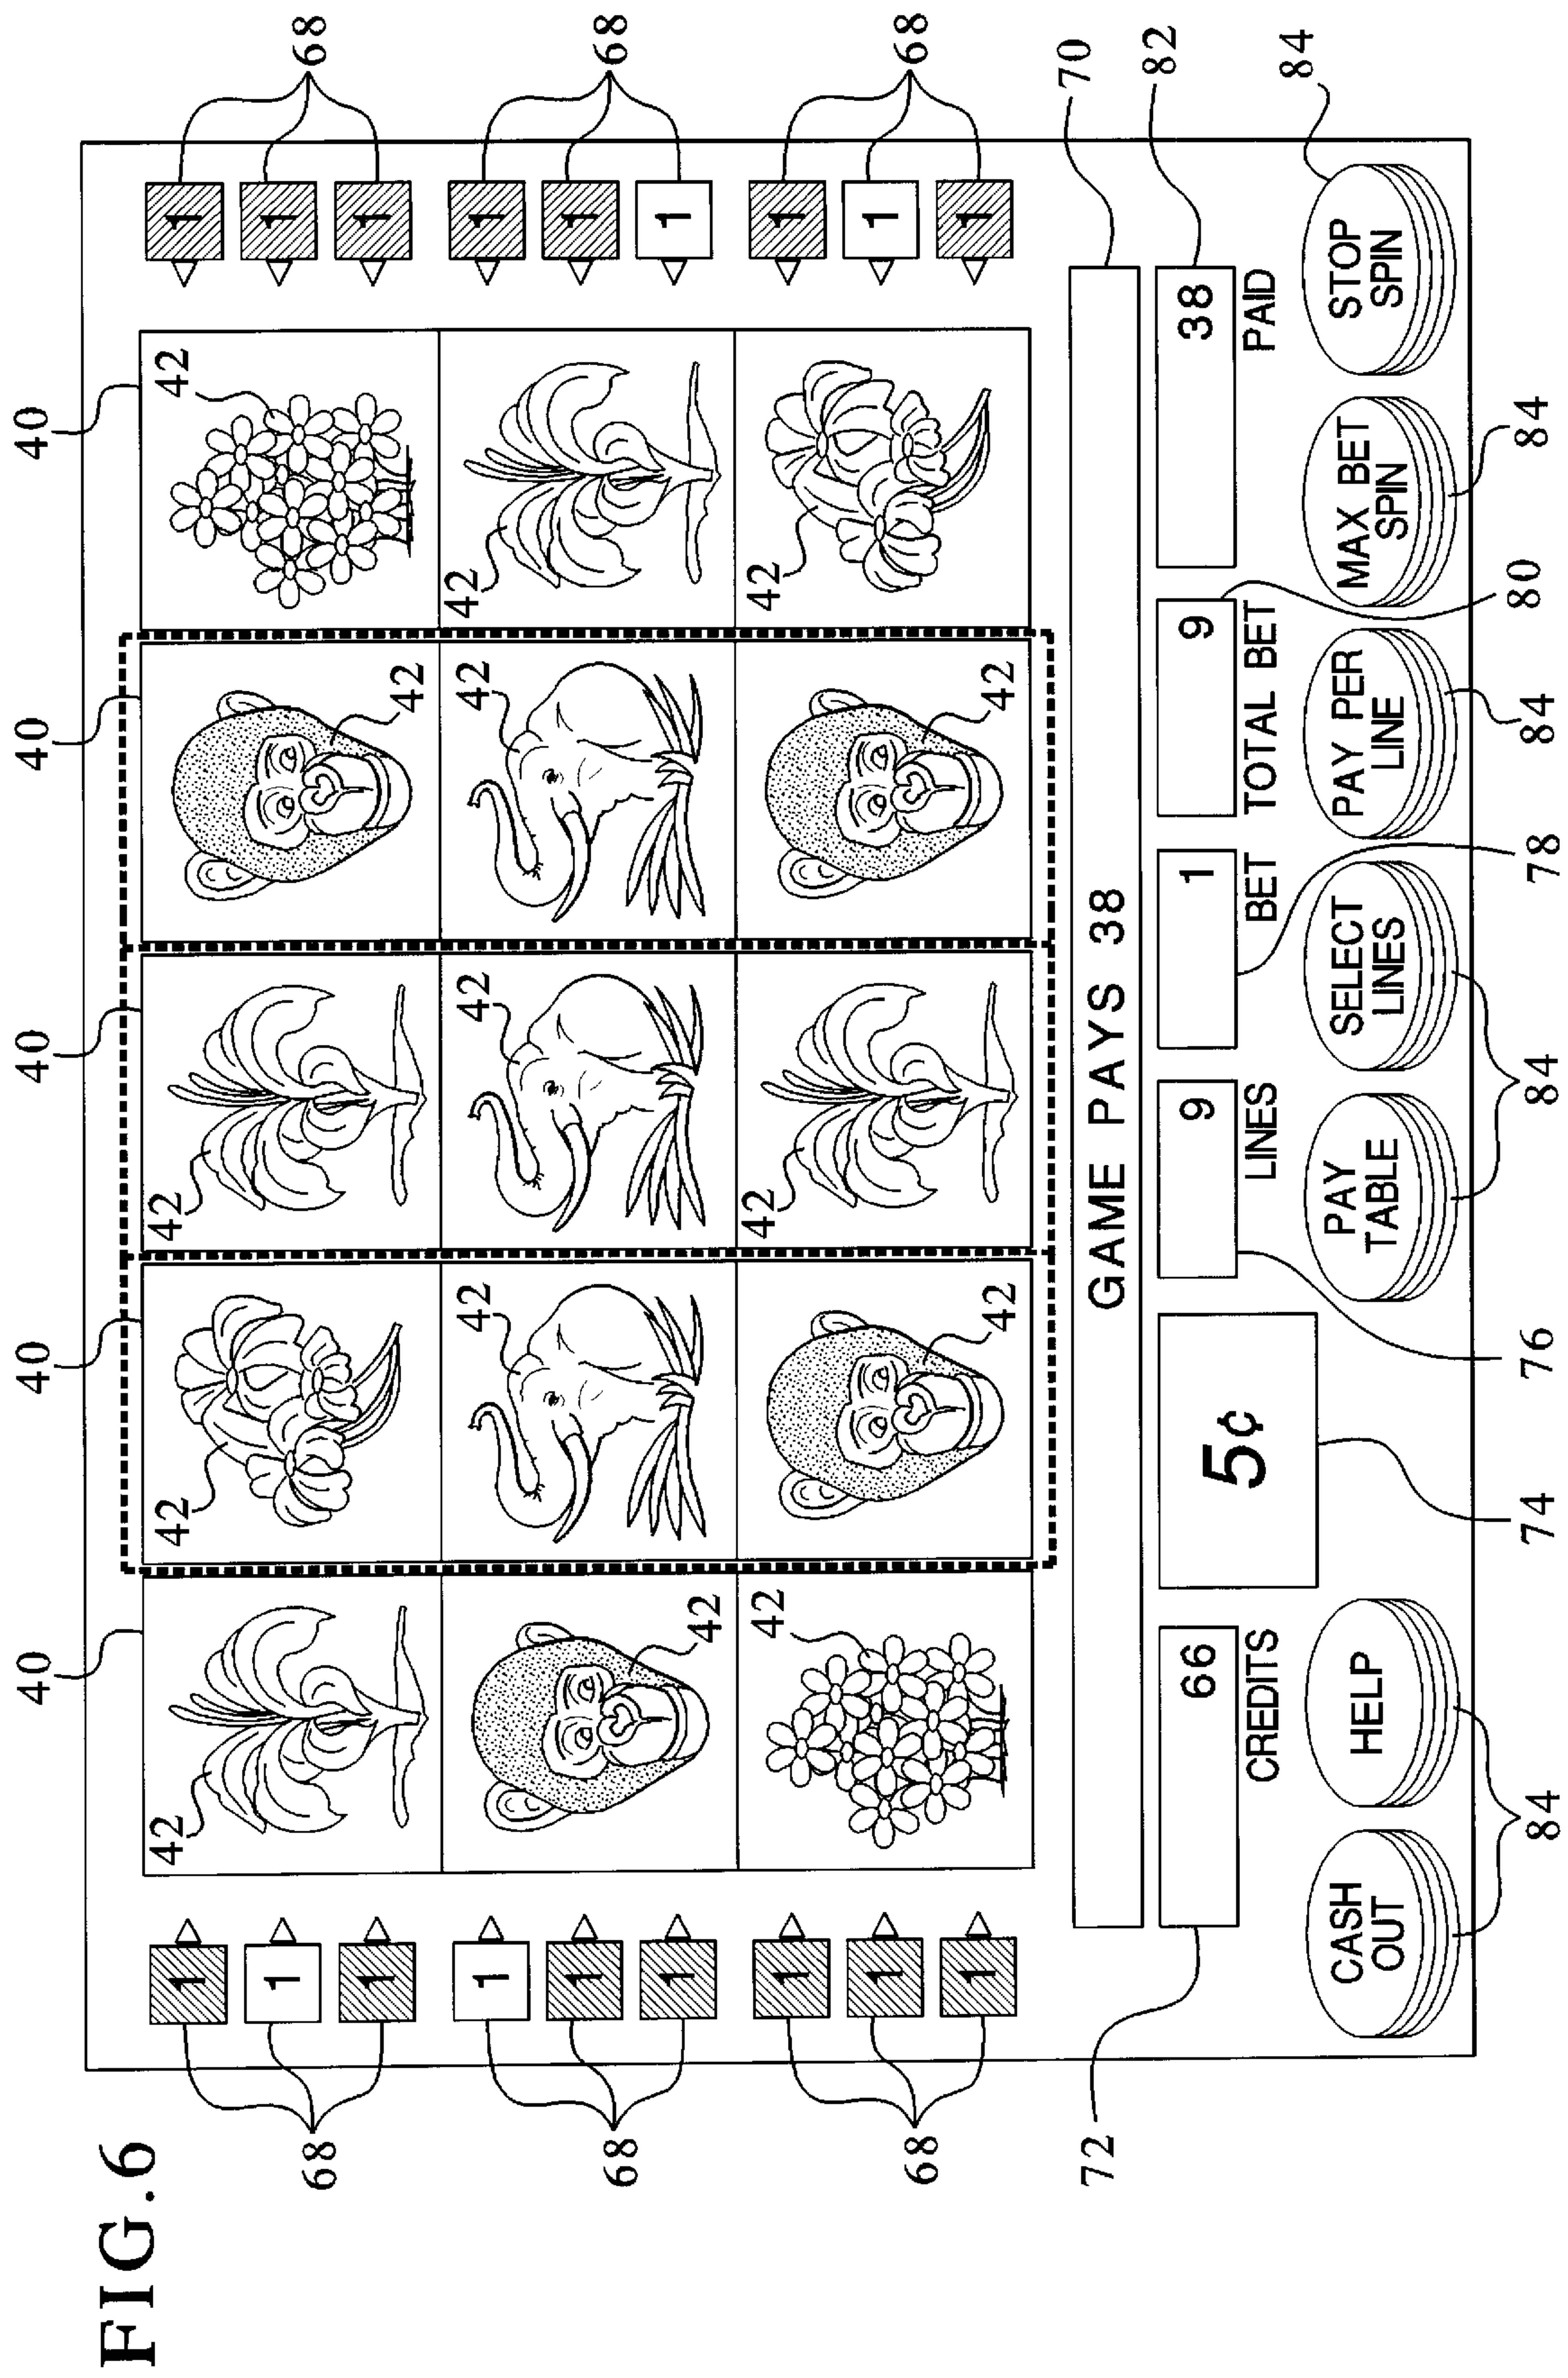 FIG.6
40 40 40 40 40
68 1 42 42 42 42 42 1 68
1 1
1 1
68 1 42 42 42 42 42 1 68
1 1
1 1
68 1 42 42 42 42 42 1 68
1 1
1 1
GAME PAYS 38
70
72
66
CREDITS
5¢
74
9
LINES
76
1
BET
78
9
TOTAL BET
80
38
PAID
82
CASH
OUT
HELP
PAY
TABLE
SELECT
LINES
PAY PER
LINE
MAX BET
SPIN
STOP
SPIN
84 84 84 84 84